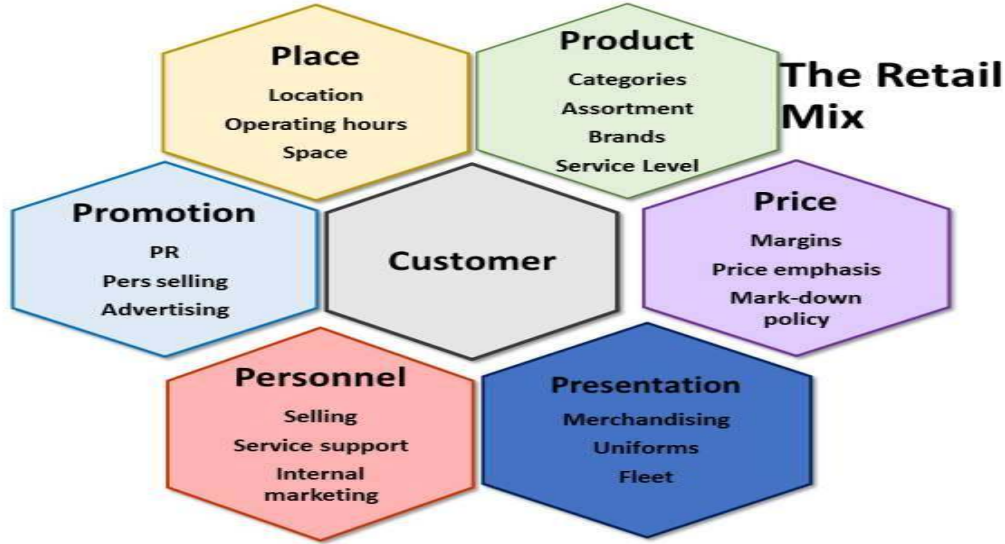 The Retail
Mix
Place
Location
Operating hours
Space
Product
Categories
Assortment
Brands
Service Level
Promotion
PR
Pers selling
Advertising
Customer
Price
Margins
Price emphasis
Mark-down
policy
Personnel
Selling
Service support
Internal
marketing
Presentation
Merchandising
Uniforms
Fleet